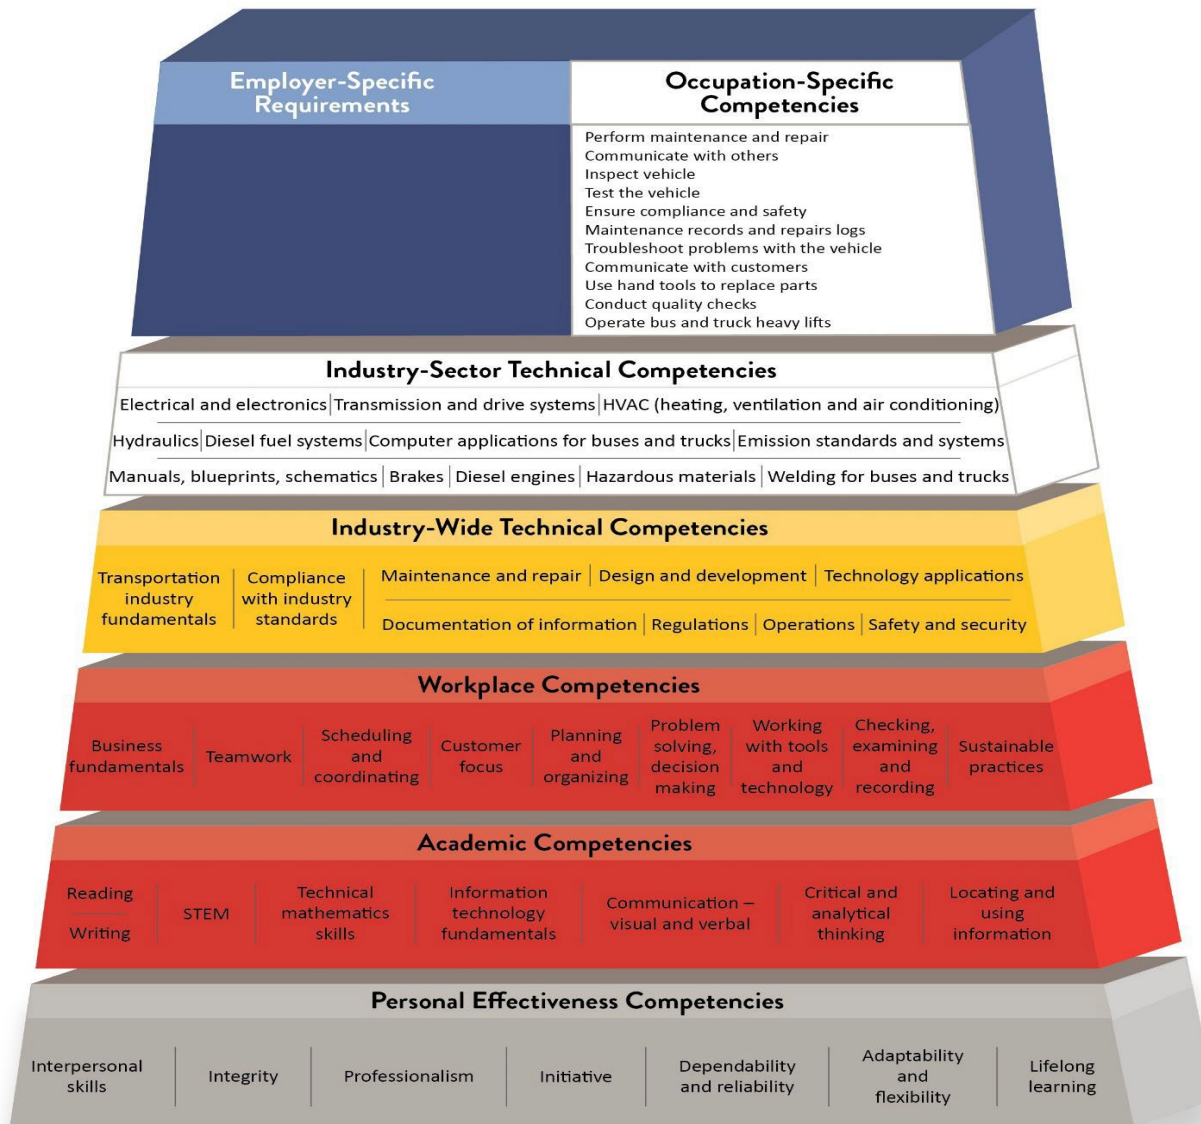 Employer-Specific
Requirements
Occupation-Specific
Competencies
Perform maintenance and repair
Communicate with others
Inspect vehicle
Test the vehicle
Ensure compliance and safety
Maintenance records and repairs logs
Troubleshoot problems with the vehicle
Communicate with customers
Use hand tools to replace parts
Conduct quality checks
Operate bus and truck heavy lifts
Industry-Sector Technical Competencies
Electrical and electronics
Transmission and drive systems
HVAC (heating, ventilation and air conditioning)
Hydraulics
Diesel fuel systems
Computer applications for buses and trucks
Emission standards and systems
Manuals, blueprints, schematics
Brakes
Diesel engines
Hazardous materials
Welding for buses and trucks
Industry-Wide Technical Competencies
Transportation
industry
fundamentals
Compliance
with industry
standards
Maintenance and repair
Design and development
Technology applications
Documentation of information
Regulations
Operations
Safety and security
Workplace Competencies
Business
fundamentals
Teamwork
Scheduling
and
coordinating
Customer
focus
Planning
and
organizing
Problem
solving,
decision
making
Working
with tools
and
technology
Checking,
examining
and
recording
Sustainable
practices
Academic Competencies
Reading
Writing
STEM
Technical
mathematics
skills
Information
technology
fundamentals
Communication –
visual and verbal
Critical and
analytical
thinking
Locating and
using
information
Personal Effectiveness Competencies
Interpersonal
skills
Integrity
Professionalism
Initiative
Dependability
and reliability
Adaptability
and
flexibility
Lifelong
learning